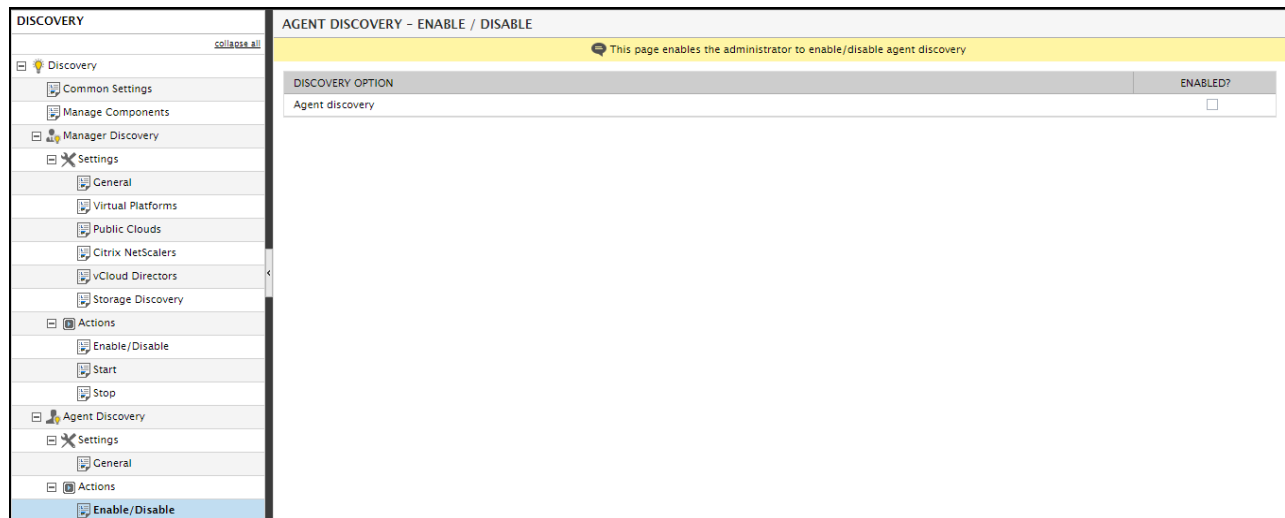 DISCOVERY
collapse all
Discovery
Common Settings
Manage Components
Manager Discovery
Settings
General
Virtual Platforms
Public Clouds
Citrix NetScalers
vCloud Directors
Storage Discovery
Actions
Enable/Disable
Start
Stop
Agent Discovery
Settings
General
Actions
Enable/Disable
AGENT DISCOVERY - ENABLE / DISABLE
This page enables the administrator to enable/disable agent discovery
DISCOVERY OPTION ENABLED?
Agent discovery